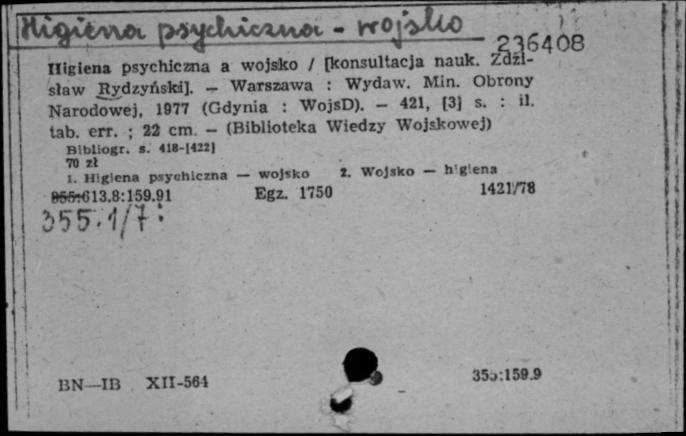 Higiena psychiczna - wojsko
236408
Higiena psychiczna a wojsko / [konsultacja nauk. Zdzi-
sław Rydzyński]. — Warszawa : Wydaw. Min. Obrony
Narodowej, 1977 (Gdynia : WojsD). — 421, [3] s. : il.
tab. err. ; 22 cm. — (Biblioteka Wiedzy Wojskowej)
Bibliogr. s. 418-[422]
70 zł
1. Higiena psychiczna — wojsko 2. Wojsko — higiena
355:613.8:159.91 Egz. 1750 1421/78
355.1/7:
BN—IB XII-564 355:159.9